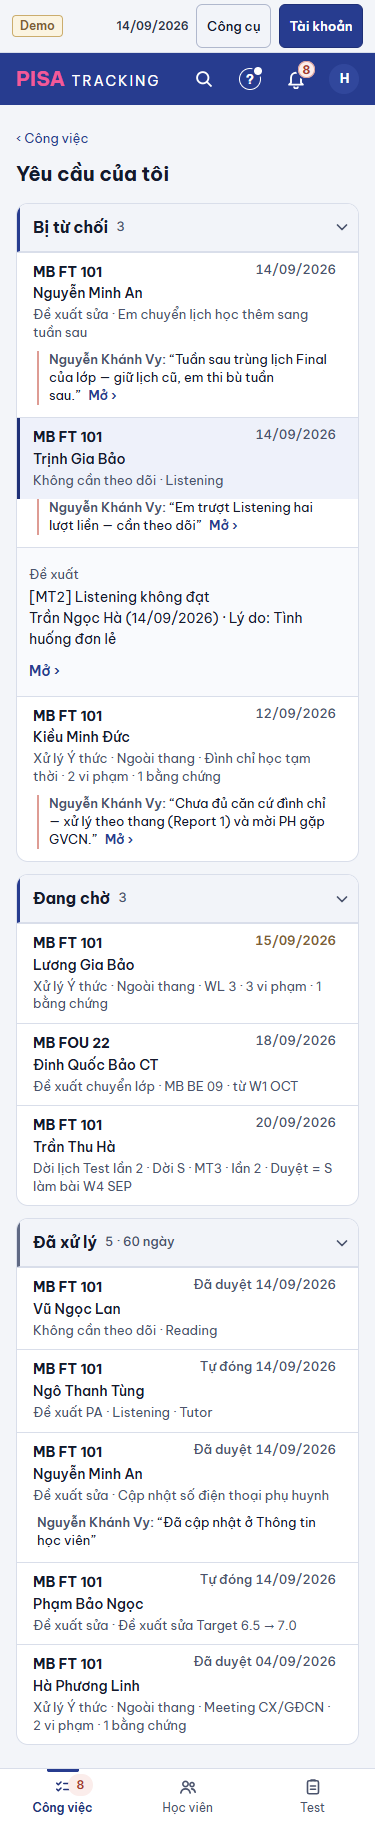 Demo
14/09/2026
Công cụ
Tài khoản
PISA TRACKING
?
8
H
‹ Công việc
Yêu cầu của tôi
Bị từ chối 3
MB FT 101
14/09/2026
Nguyễn Minh An
Đề xuất sửa · Em chuyển lịch học thêm sang
tuần sau
Nguyễn Khánh Vy: “Tuần sau trùng lịch Final
của lớp — giữ lịch cũ, em thi bù tuần
sau.” Mở ›
MB FT 101
14/09/2026
Trịnh Gia Bảo
Không cần theo dõi · Listening
Nguyễn Khánh Vy: “Em trượt Listening hai
lượt liền — cần theo dõi” Mở ›
Đề xuất
[MT2] Listening không đạt
Trần Ngọc Hà (14/09/2026) · Lý do: Tình
huống đơn lẻ
Mở ›
MB FT 101
12/09/2026
Kiều Minh Đức
Xử lý Ý thức · Ngoài thang · Đình chỉ học tạm
thời · 2 vi phạm · 1 bằng chứng
Nguyễn Khánh Vy: “Chưa đủ căn cứ đình chỉ
— xử lý theo thang (Report 1) và mời PH gặp
GVCN.” Mở ›
Đang chờ 3
MB FT 101
15/09/2026
Lương Gia Bảo
Xử lý Ý thức · Ngoài thang · WL 3 · 3 vi phạm · 1
bằng chứng
MB FOU 22
18/09/2026
Đinh Quốc Bảo CT
Đề xuất chuyển lớp · MB BE 09 · từ W1 OCT
MB FT 101
20/09/2026
Trần Thu Hà
Dời lịch Test lần 2 · Dời S · MT3 · lần 2 · Duyệt = S
làm bài W4 SEP
Đã xử lý 5 · 60 ngày
MB FT 101
Đã duyệt 14/09/2026
Vũ Ngọc Lan
Không cần theo dõi · Reading
MB FT 101
Tự đóng 14/09/2026
Ngô Thanh Tùng
Đề xuất PA · Listening · Tutor
MB FT 101
Đã duyệt 14/09/2026
Nguyễn Minh An
Đề xuất sửa · Cập nhật số điện thoại phụ huynh
Nguyễn Khánh Vy: “Đã cập nhật ở Thông tin
học viên”
MB FT 101
Tự đóng 14/09/2026
Phạm Bảo Ngọc
Đề xuất sửa · Đề xuất sửa Target 6.5 → 7.0
MB FT 101
Đã duyệt 04/09/2026
Hà Phương Linh
Xử lý Ý thức · Ngoài thang · Meeting CX/GĐCN ·
2 vi phạm · 1 bằng chứng
8
Công việc
Học viên
Test